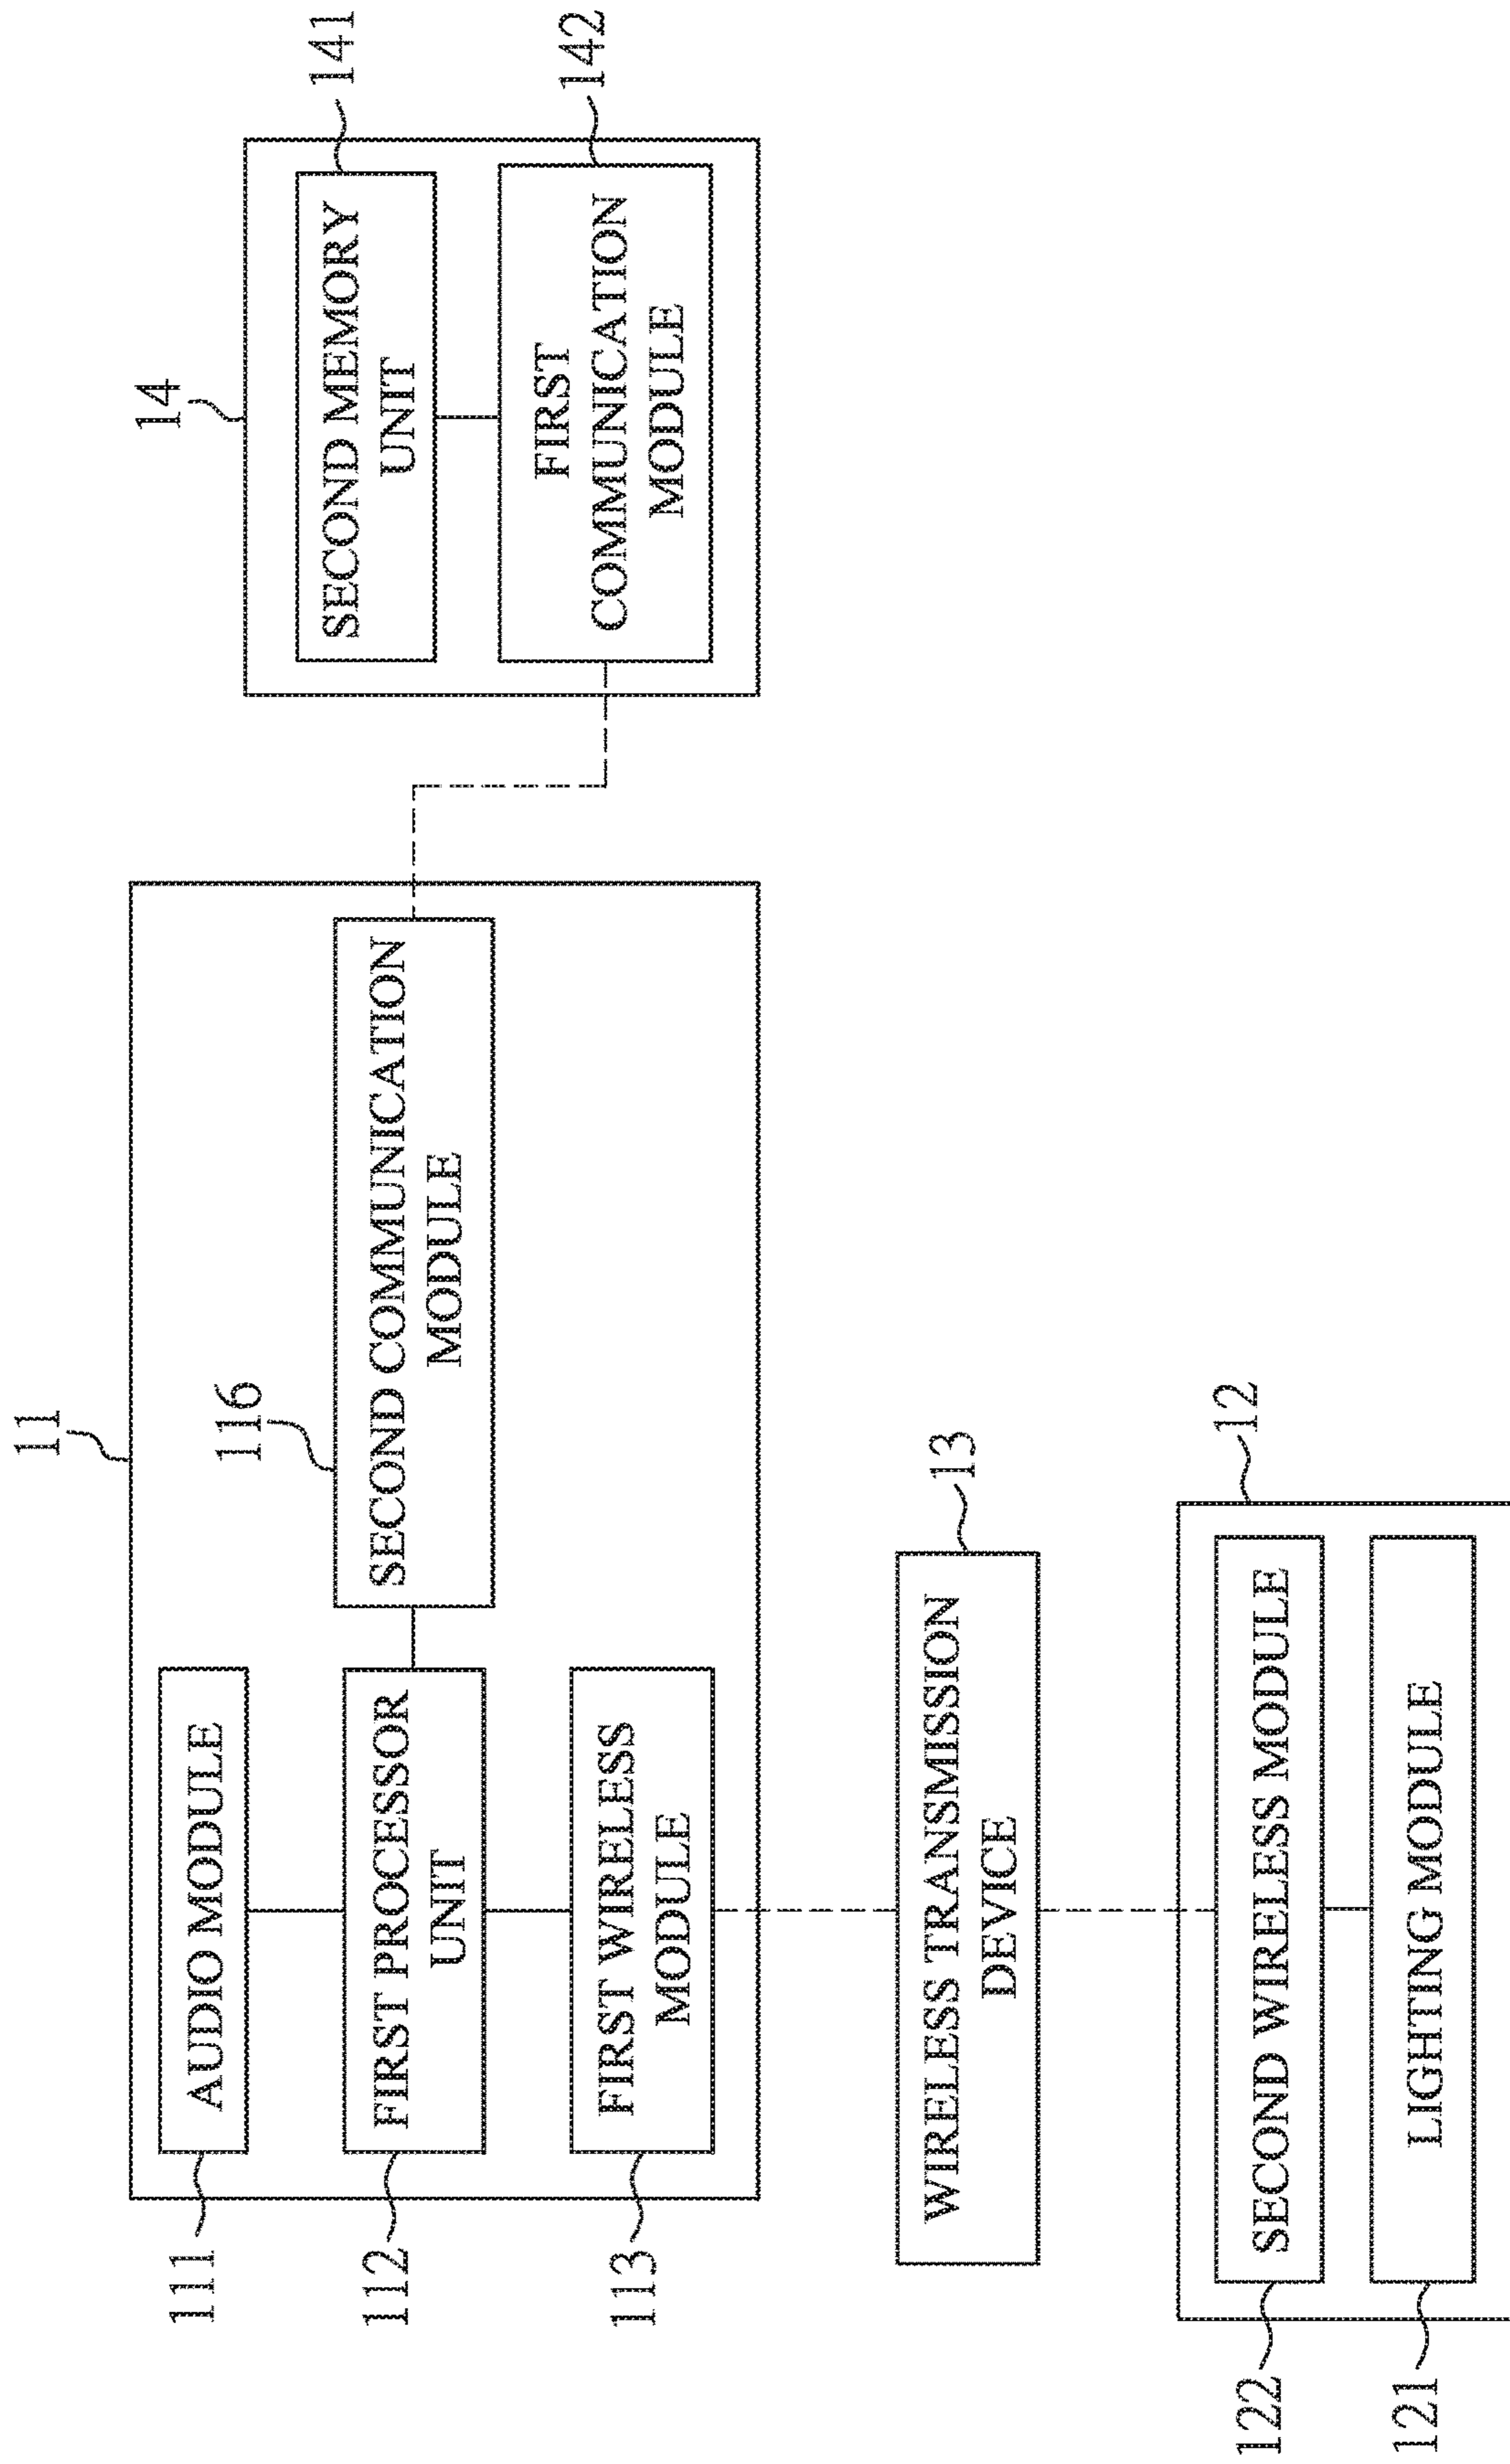 11
111
AUDIO MODULE
112
FIRST PROCESSOR
UNIT
116
SECOND COMMUNICATION
MODULE
113
FIRST WIRELESS
MODULE
14
SECOND MEMORY
UNIT
141
FIRST
COMMUNICATION
MODULE
142
WIRELESS TRANSMISSION
DEVICE
13
12
122
SECOND WIRELESS MODULE
121
LIGHTING MODULE